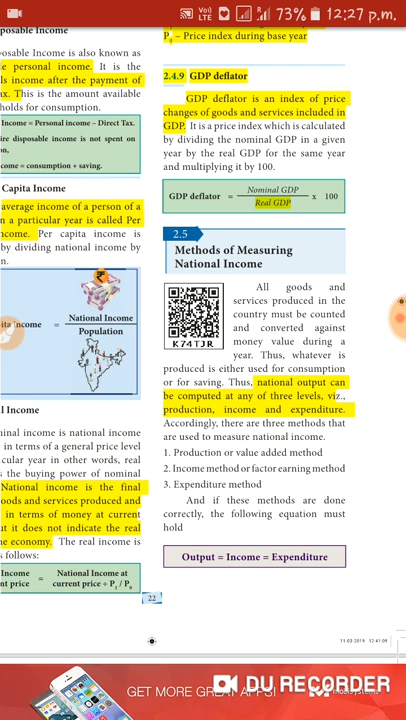 Vo))
LTE
R
73%
12:27 p.m.
posable Income
posable Income is also known as
e personal income. It is the
ls income after the payment of
ax. This is the amount available
holds for consumption.
Income = Personal income – Direct Tax.
ire disposable income is not spent on
on,
come = consumption + saving.
Capita Income
average income of a person of a
n a particular year is called Per
ncome. Per capita income is
by dividing national income by
n.
ita Income = National Income
Population
l Income
minal income is national income
in terms of a general price level
cular year in other words, real
s the buying power of nominal
National income is the final
oods and services produced and
in terms of money at current
ut it does not indicate the real
he economy. The real income is
s follows:
Income
nt price
=
National Income at
current price ÷ P1 / P0
P0 – Price index during base year
2.4.9 GDP deflator
GDP deflator is an index of price
changes of goods and services included in
GDP. It is a price index which is calculated
by dividing the nominal GDP in a given
year by the real GDP for the same year
and multiplying it by 100.
GDP deflator = Nominal GDP x 100
Real GDP
2.5
Methods of Measuring
National Income
K74TJR
All goods and
services produced in the
country must be counted
and converted against
money value during a
year. Thus, whatever is
produced is either used for consumption
or for saving. Thus, national output can
be computed at any of three levels, viz.,
production, income and expenditure.
Accordingly, there are three methods that
are used to measure national income.
1. Production or value added method
2. Income method or factor earning method
3. Expenditure method
And if these methods are done
correctly, the following equation must
hold
Output = Income = Expenditure
22
11-03-2019 12:41:09
GET MORE GREAT APPS!
DU RECORDER